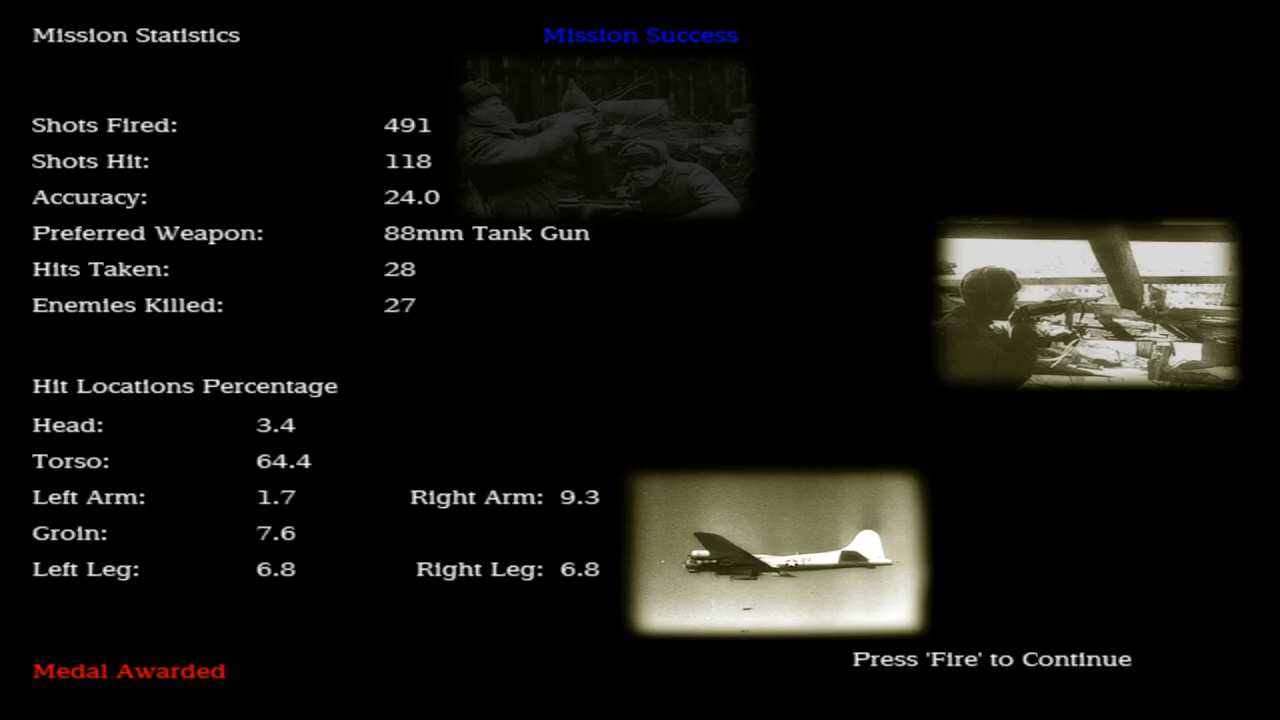 Mission Statistics
Mission Success
Shots Fired: 491
Shots Hit: 118
Accuracy: 24.0
Preferred Weapon: 88mm Tank Gun
Hits Taken: 28
Enemies Killed: 27
Hit Locations Percentage
Head: 3.4
Torso: 64.4
Left Arm: 1.7 Right Arm: 9.3
Groin: 7.6
Left Leg: 6.8 Right Leg: 6.8
Press 'Fire' to Continue
Medal Awarded